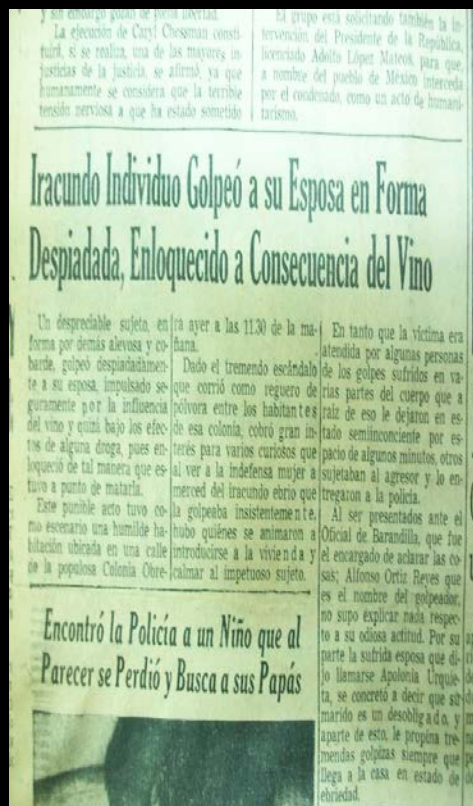 y sin embargo gozan de plena libertad.
La ejecución de Caryl Chessman consti-
tuirá, si se realiza, una de las mayores in-
justicias de la justicia, se afirmó, ya que
humanamente se considera que la terrible
tensión nerviosa a que ha estado sometido
El grupo está solicitando también la in-
tervención del Presidente de la República,
licenciado Adolfo López Mateos, para que,
a nombre del pueblo de México interceda
por el condenado, como un acto de humani-
tarismo.
Iracundo Individuo Golpeó a su Esposa en Forma
Despiadada, Enloquecido a Consecuencia del Vino
Un despreciable sujeto, en
forma por demás alevosa y co-
barde, golpeó despiadadamen-
te a su esposa, impulsado se-
guramente por la influencia
del vino y quizá bajo los efec-
tos de alguna droga, pues en-
loqueció de tal manera que es-
tuvo a punto de matarla.
Este punible acto tuvo co-
mo escenario una humilde ha-
bitación ubicada en una calle
de la populosa Colonia Obre-
ra ayer a las 11.30 de la ma-
ñana.
Dado el tremendo escándalo
que corrió como reguero de
pólvora entre los habitantes
de esa colonia, cobró gran in-
terés para varios curiosos que
al ver a la indefensa mujer a
merced del iracundo ebrio que
la golpeaba insistentemente,
hubo quiénes se animaron a
introducirse a la vivienda y
calmar al impetuoso sujeto.
En tanto que la víctima era
atendida por algunas personas
de los golpes sufridos en va-
rias partes del cuerpo que a
raíz de eso le dejaron en es-
tado semiinconciente por es-
pacio de algunos minutos, otros
sujetaban al agresor y lo en-
tregaron a la policía.
Al ser presentados ante el
Oficial de Barandilla, que fue
el encargado de aclarar las co-
sas; Alfonso Ortiz Reyes que
es el nombre del golpeador,
no supo explicar nada respec-
to a su odiosa actitud. Por su
parte la sufrida esposa que di-
jo llamarse Apolonia Urquie-
ta, se concretó a decir que su
marido es un desobligado, y
aparte de esto, le propina tre-
mendas golpizas siempre que
llega a la casa en estado de
ebriedad.
Encontró la Policía a un Niño que al
Parecer se Perdió y Busca a sus Papás